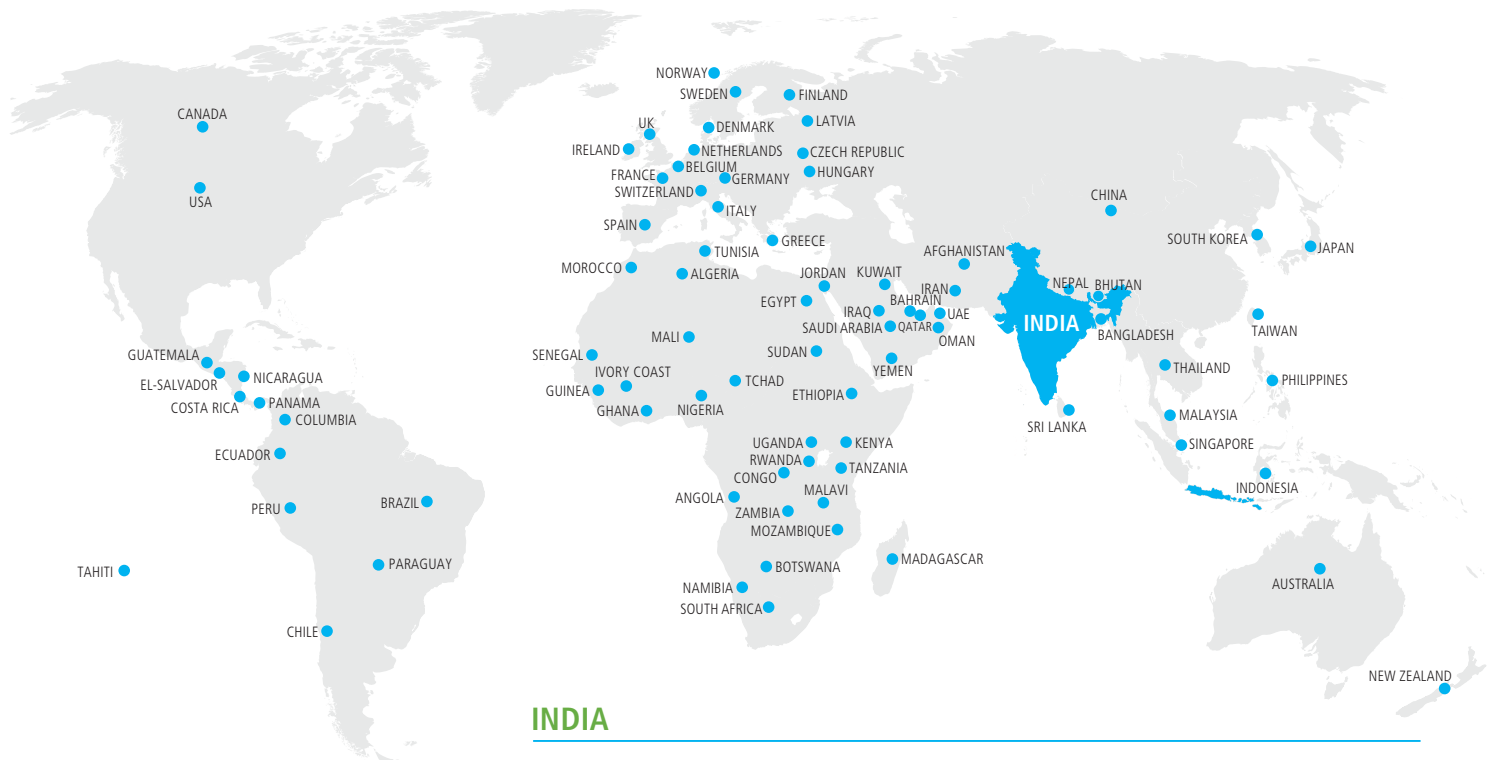 NORWAY
SWEDEN
FINLAND
CANADA
UK
DENMARK
LATVIA
IRELAND
NETHERLANDS
CZECH REPUBLIC
BELGIUM
FRANCE
GERMANY
HUNGARY
SWITZERLAND
USA
ITALY
CHINA
SPAIN
GREECE
SOUTH KOREA
JAPAN
TUNISIA
AFGHANISTAN
MOROCCO
ALGERIA
JORDAN
KUWAIT
NEPAL
BHUTAN
IRAN
EGYPT
BAHRAIN
IRAQ
UAE
SAUDI ARABIA
QATAR
OMAN
INDIA
BANGLADESH
TAIWAN
MALI
SUDAN
YEMEN
GUATEMALA
SENEGAL
EL-SALVADOR
NICARAGUA
IVORY COAST
TCHAD
THAILAND
PHILIPPINES
GUINEA
ETHIOPIA
COSTA RICA
PANAMA
GHANA
NIGERIA
COLUMBIA
MALAYSIA
SRI LANKA
ECUADOR
UGANDA
KENYA
SINGAPORE
RWANDA
TANZANIA
CONGO
INDONESIA
MALAVI
ANGOLA
BRAZIL
PERU
ZAMBIA
MOZAMBIQUE
MADAGASCAR
PARAGUAY
BOTSWANA
TAHITI
AUSTRALIA
NAMIBIA
SOUTH AFRICA
CHILE
NEW ZEALAND
INDIA